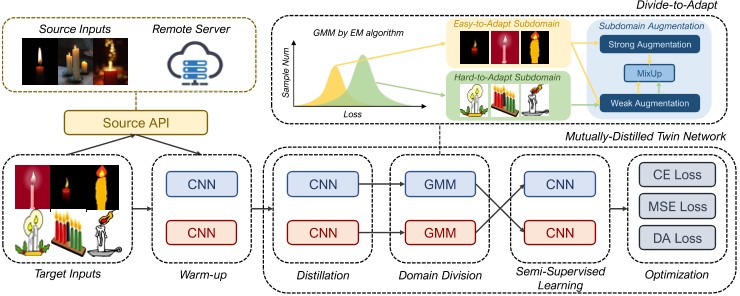 Divide-to-Adapt
Source Inputs
Remote Server
GMM by EM algorithm
Sample Num
Loss
Easy-to-Adapt Subdomain
Hard-to-Adapt Subdomain
Subdomain Augmentation
Strong Augmentation
MixUp
Weak Augmentation
Source API
Mutually-Distilled Twin Network
CNN
CNN
GMM
CNN
CE Loss
MSE Loss
CNN
CNN
GMM
CNN
DA Loss
Target Inputs
Warm-up
Distillation
Domain Division
Semi-Supervised
Learning
Optimization